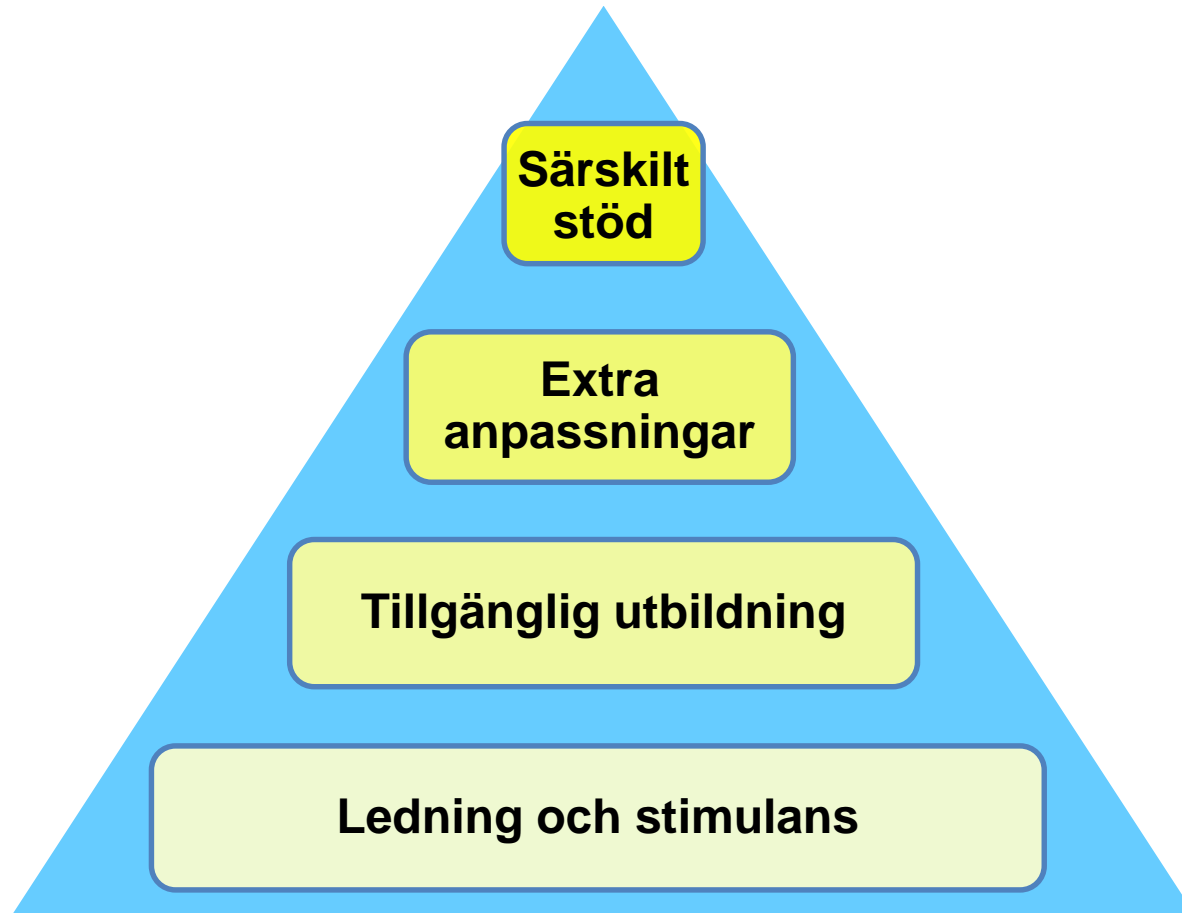 Särskilt
stöd
Extra
anpassningar
Tillgänglig utbildning
Ledning och stimulans